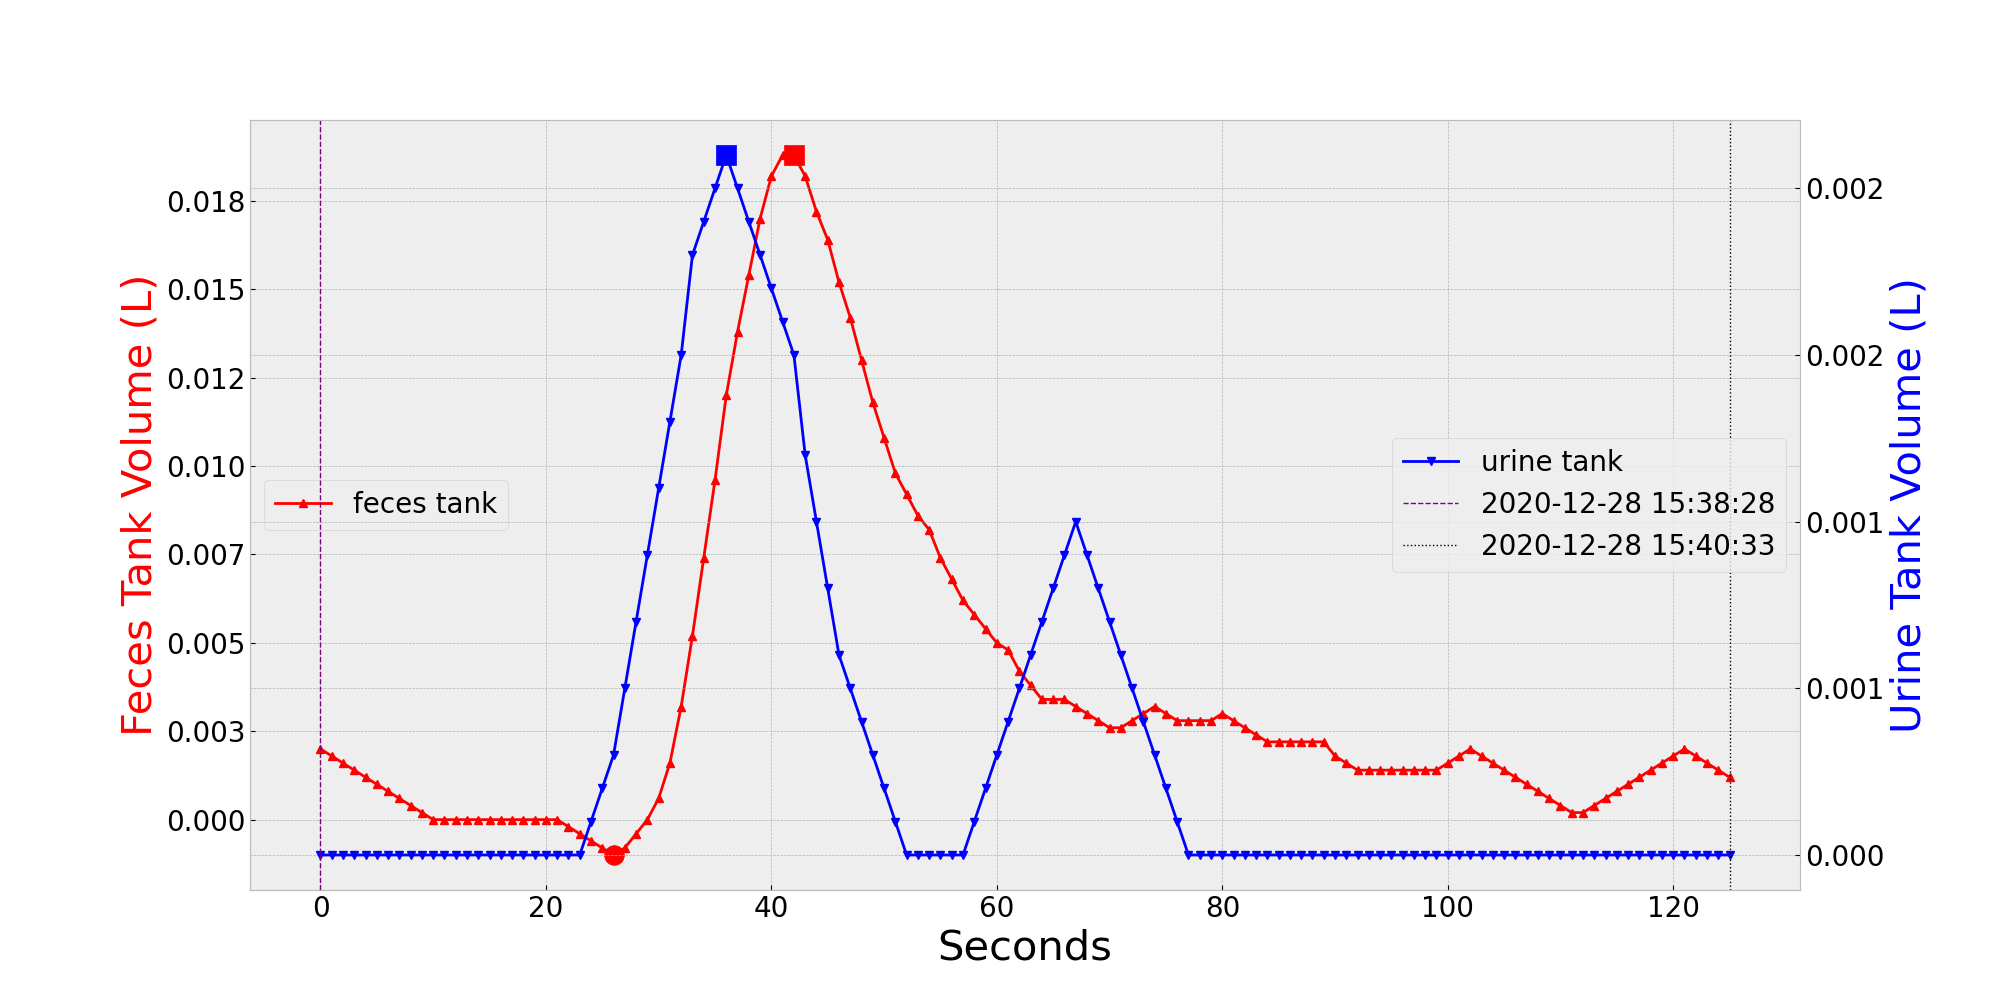 0.018
0.015
0.012
0.010
0.007
0.005
0.003
0.000
Feces Tank Volume (L)
feces tank
0.002
0.002
0.001
0.001
0.000
Urine Tank Volume (L)
urine tank
2020-12-28 15:38:28
2020-12-28 15:40:33
0 20 40 60 80 100 120
Seconds